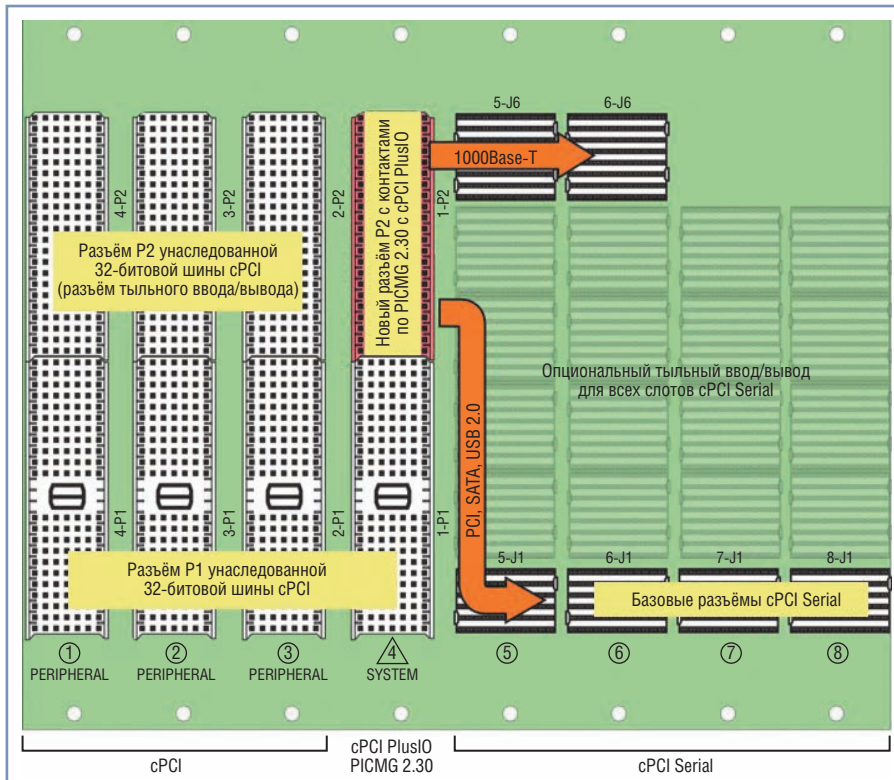 5-J6
6-J6
1000Base-T
4-P2
3-P2
2-P2
1-P2
Разъём P2 унаследованной
32-битовой шины cPCI
(разъём тыльного ввода/вывода)
Новый разъём P2 с контактами
по PICMG 2.30 с cPCI PlusIO
Опциональный тыльный ввод/вывод
для всех слотов cPCI Serial
PCI, SATA, USB 2.0
4-P1
3-P1
2-P1
1-P1
5-J1
6-J1
7-J1
8-J1
Разъём P1 унаследованной
32-битовой шины cPCI
Базовые разъёмы cPCI Serial
1
2
3
4
5
6
7
8
PERIPHERAL
PERIPHERAL
PERIPHERAL
SYSTEM
cPCI
cPCI PlusIO
PICMG 2.30
cPCI Serial